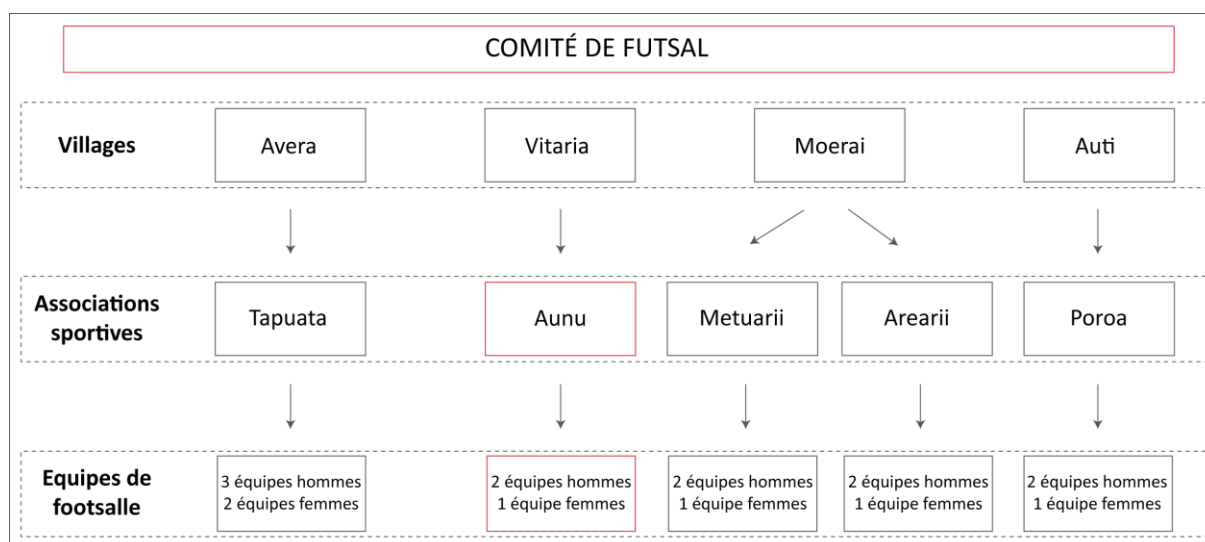 COMITÉ DE FUTSAL
Villages
Avera
Vitaria
Moerai
Auti
Associations
sportives
Tapuata
Aunu
Metuarii
Arearii
Poroa
Equipes de
footsalle
3 équipes hommes
2 équipes femmes
2 équipes hommes
1 équipe femmes
2 équipes hommes
1 équipe femmes
2 équipes hommes
1 équipe femmes
2 équipes hommes
1 équipe femmes